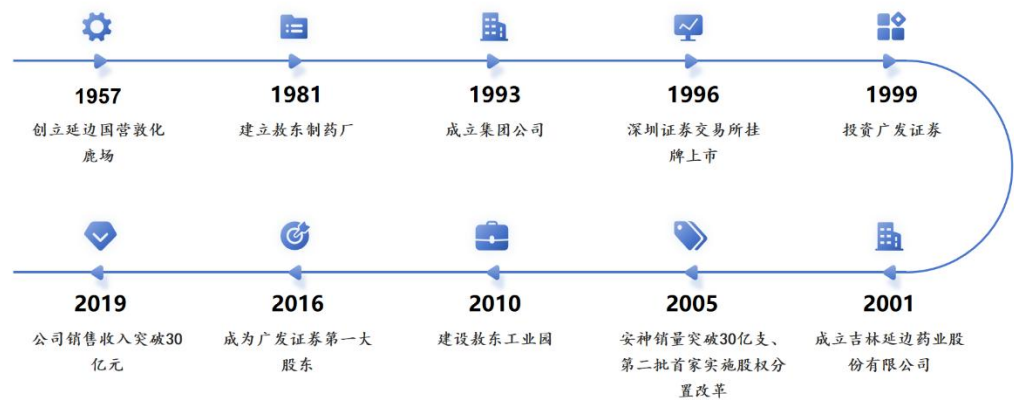 1957
创立延边国营敦化
鹿场
1981
建立敖东制药厂
1993
成立集团公司
1996
深圳证券交易所挂
牌上市
1999
投资广发证券
2001
成立吉林延边药业股
份有限公司
2005
安神销量突破30亿支、
第二批首家实施股权分
置改革
2010
建设敖东工业园
2016
成为广发证券第一大
股东
2019
公司销售收入突破30
亿元